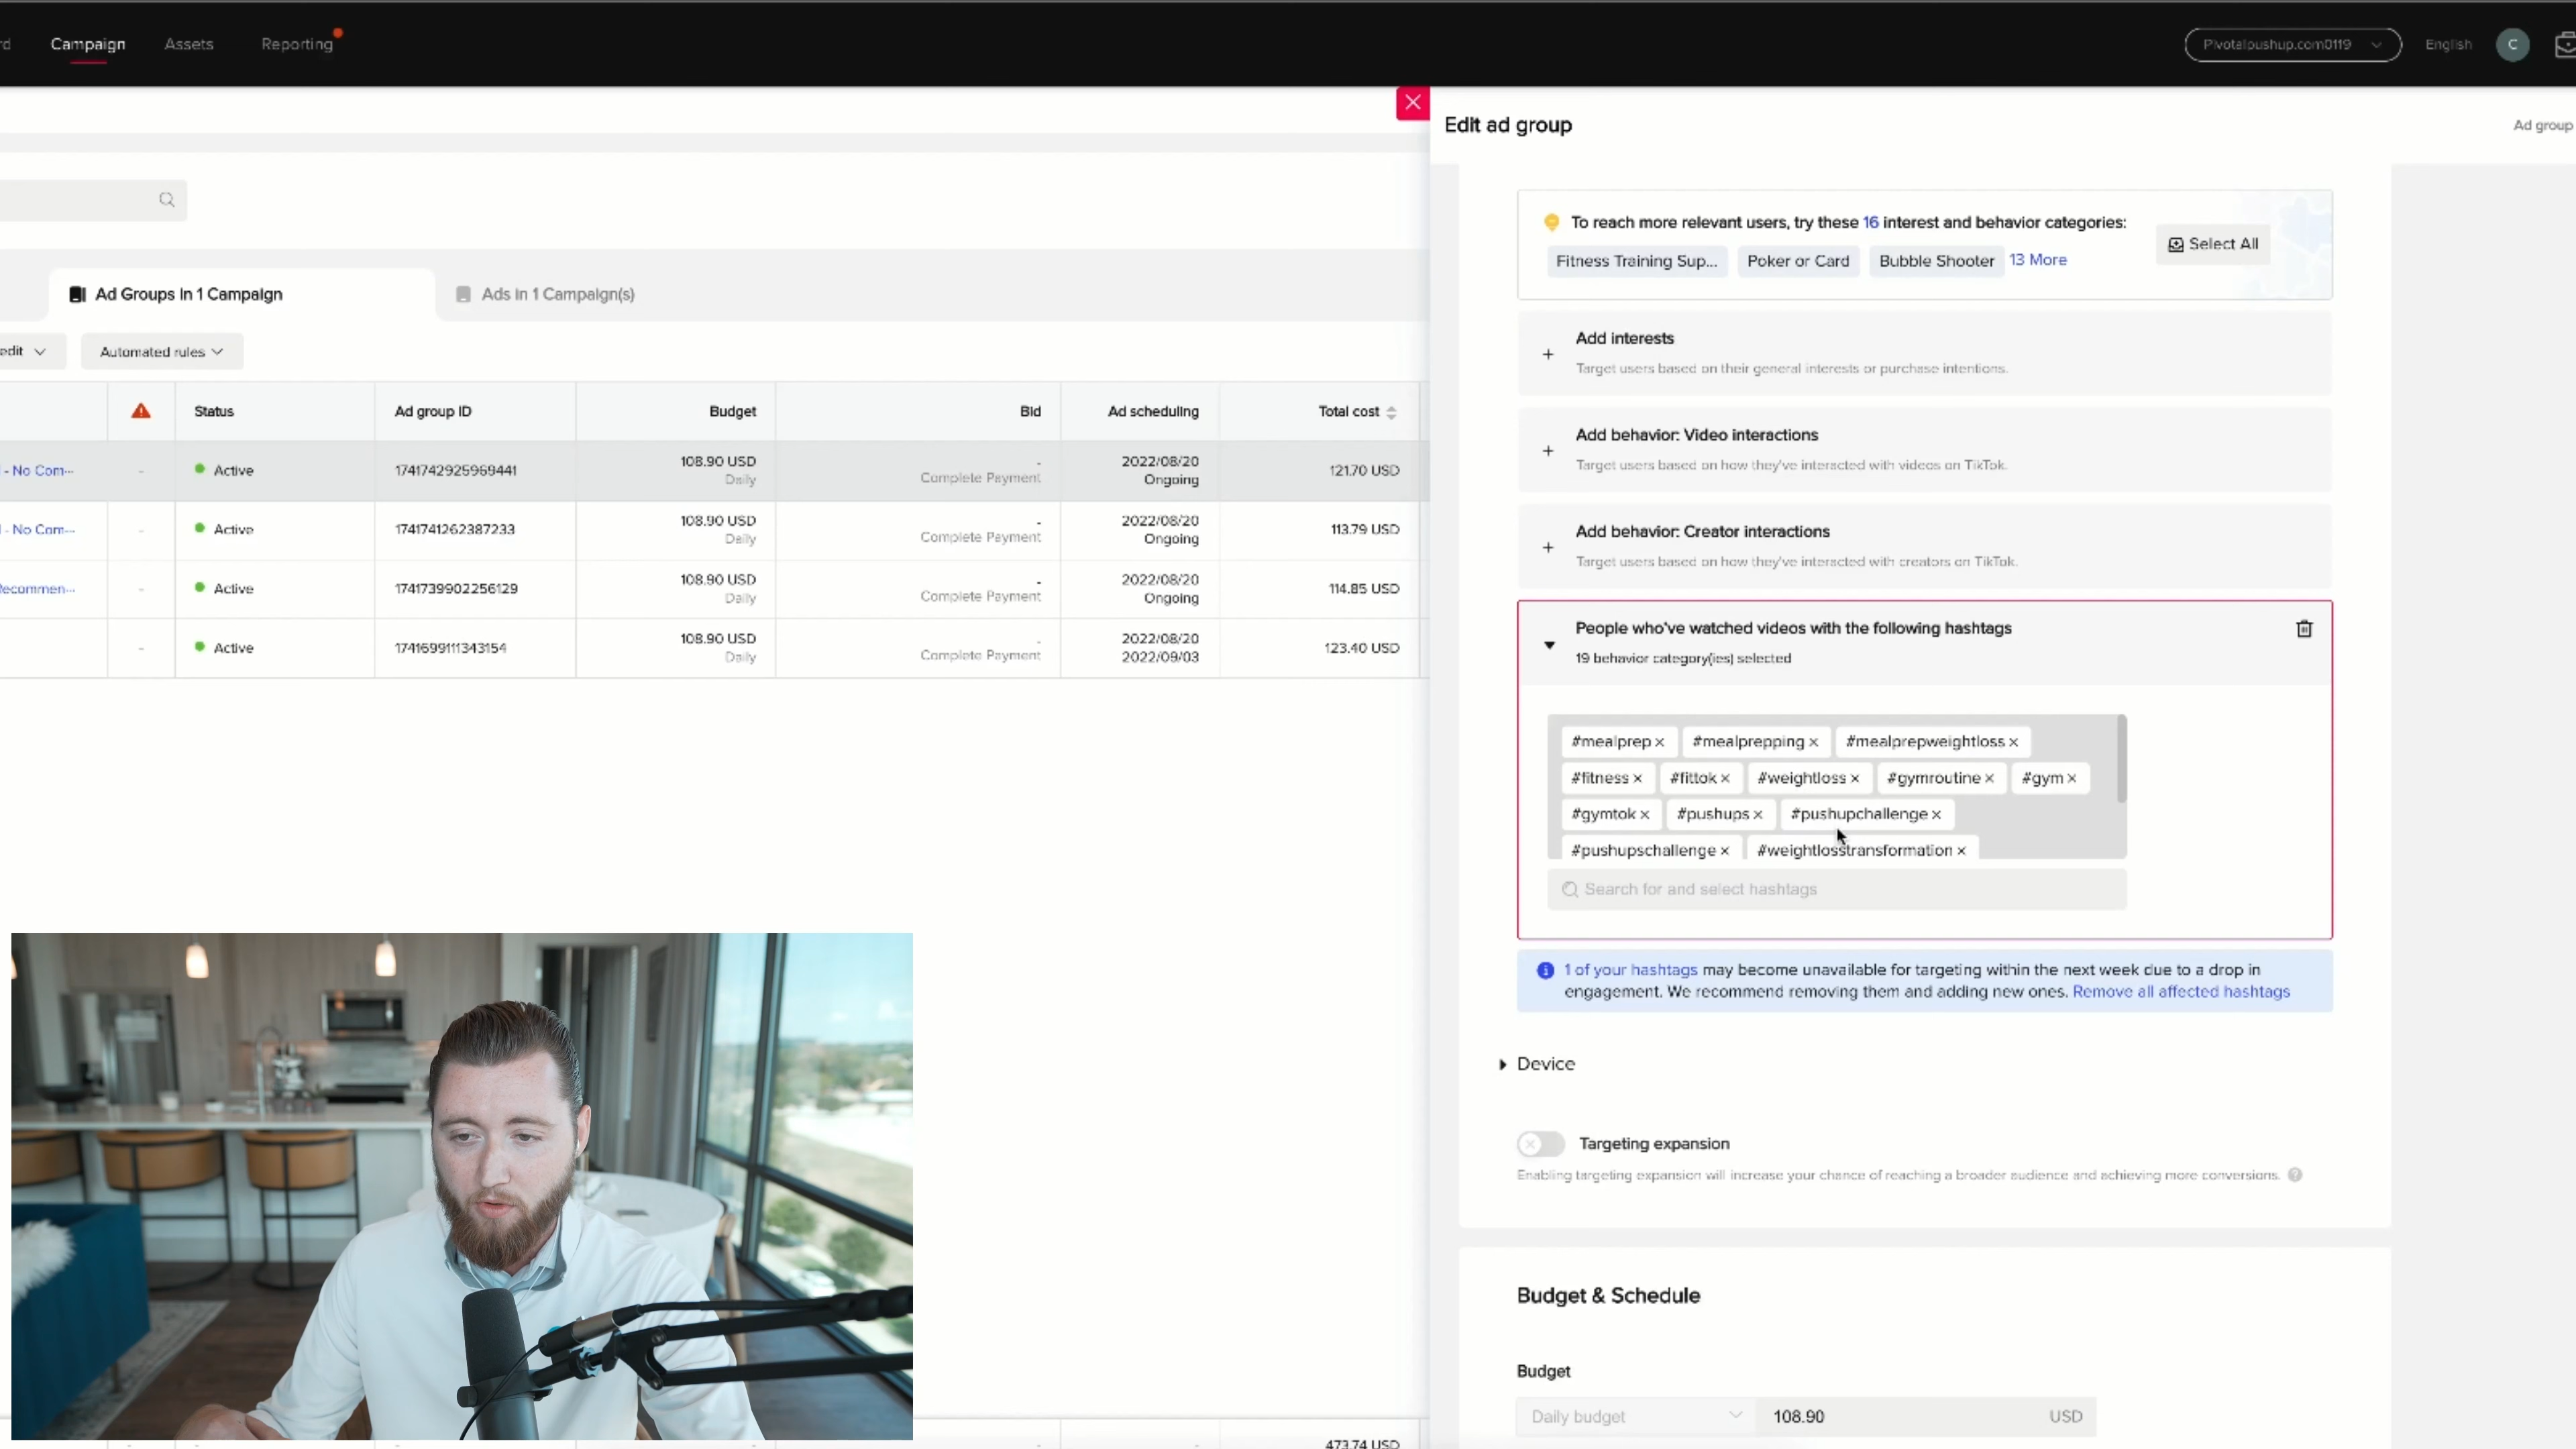 rd Campaign Assets Reporting Pivotalpushup.com0119 English C
Edit ad group Ad group
To reach more relevant users, try these 16 interest and behavior categories:
Fitness Training Sup... Poker or Card Bubble Shooter 13 More Select All
Ad Groups in 1 Campaign Ads in 1 Campaign(s)
edit Automated rules
Status Ad group ID Budget Bid Ad scheduling Total cost
- No Com... - Active 1741742925969441 108.90 USD Daily - Complete Payment 2022/08/20 Ongoing 121.70 USD
- No Com... - Active 1741741262387233 108.90 USD Daily - Complete Payment 2022/08/20 Ongoing 113.79 USD
Recommen... - Active 1741739902256129 108.90 USD Daily - Complete Payment 2022/08/20 Ongoing 114.85 USD
- Active 1741699111343154 108.90 USD Daily - Complete Payment 2022/08/20 2022/09/03 123.40 USD
473.74 USD
+ Add interests
Target users based on their general interests or purchase intentions.
+ Add behavior: Video interactions
Target users based on how they've interacted with videos on TikTok.
+ Add behavior: Creator interactions
Target users based on how they've interacted with creators on TikTok.
People who've watched videos with the following hashtags
19 behavior category(ies) selected
#mealprep × #mealprepping × #mealprepweightloss ×
#fitness × #fittok × #weightloss × #gymroutine × #gym ×
#gymtok × #pushups × #pushupchallenge ×
#pushupschallenge × #weightlosstransformation ×
Search for and select hashtags
1 of your hashtags may become unavailable for targeting within the next week due to a drop in
engagement. We recommend removing them and adding new ones. Remove all affected hashtags
Device
Targeting expansion
Enabling targeting expansion will increase your chance of reaching a broader audience and achieving more conversions. ?
Budget & Schedule
Budget
Daily budget 108.90 USD